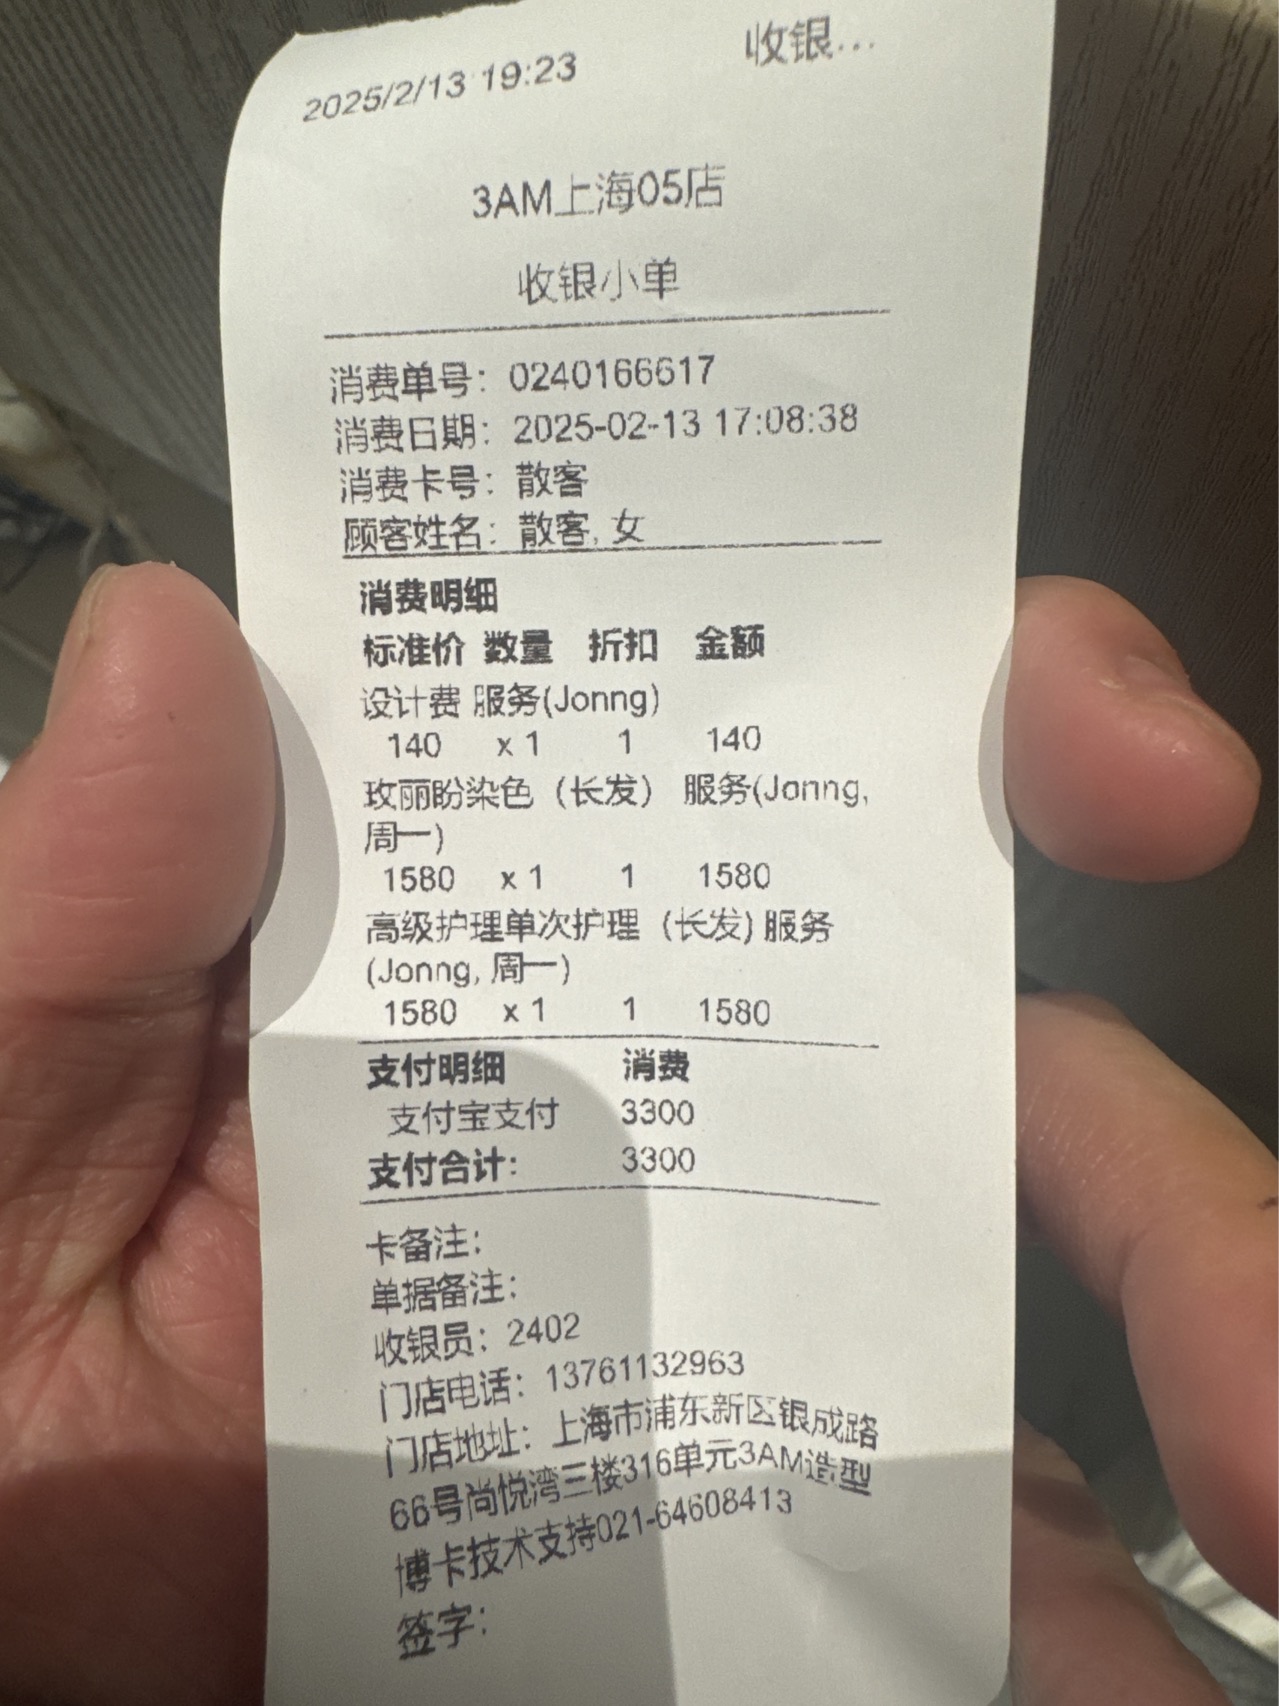 2025/2/13 19:23 收银...
3AM上海05店
收银小单
消费单号：0240166617
消费日期：2025-02-13 17:08:38
消费卡号：散客
顾客姓名：散客, 女
消费明细
标准价 数量 折扣 金额
设计费 服务(Jonng)
140 x 1 1 140
玫丽盼染色（长发） 服务(Jonng,
周一)
1580 x 1 1 1580
高级护理单次护理（长发) 服务
(Jonng, 周一)
1580 x 1 1 1580
支付明细 消费
支付宝支付 3300
支付合计: 3300
卡备注:
单据备注:
收银员：2402
门店电话：13761132963
门店地址：上海市浦东新区银成路
66号尚悦湾三楼316单元3AM造型
博卡技术支持021-64608413
签字: